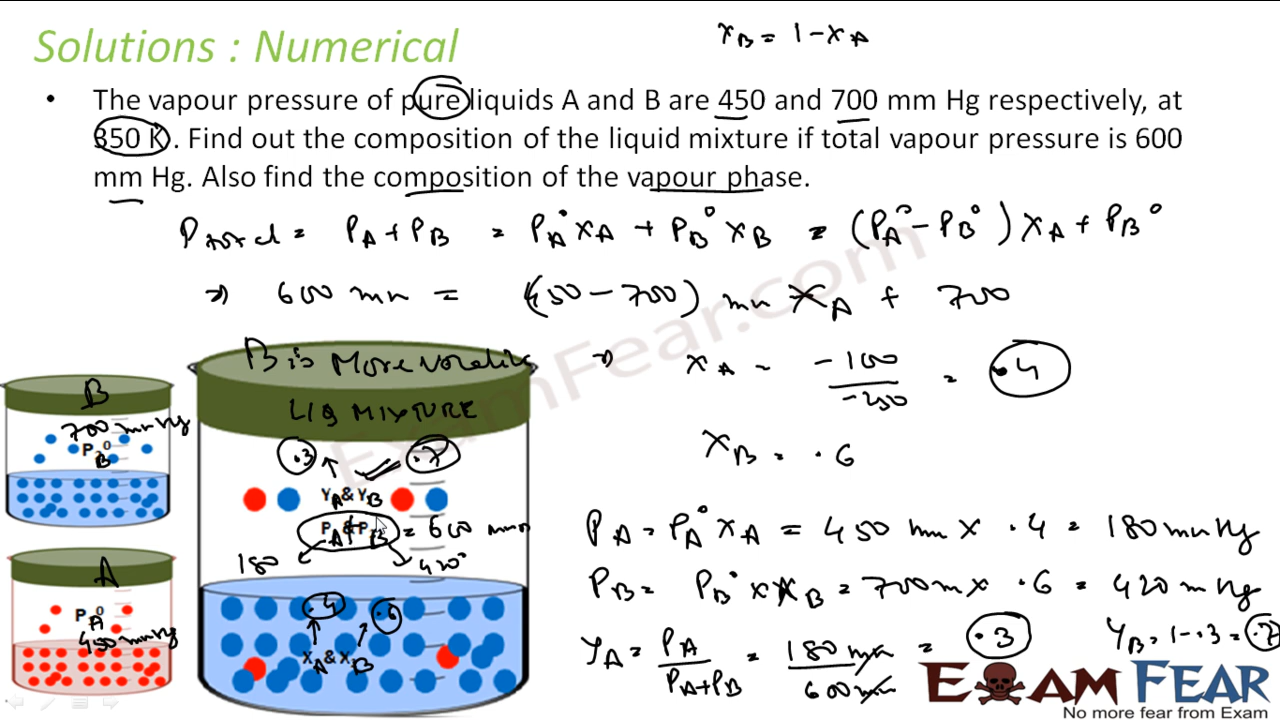 Solutions : Numerical
x_B = 1 - x_A
• The vapour pressure of pure liquids A and B are 450 and 700 mm Hg respectively, at
350 K . Find out the composition of the liquid mixture if total vapour pressure is 600
mm Hg. Also find the composition of the vapour phase.
P_total = P_A + P_B = P_A° x_A + P_B° x_B = (P_A° - P_B°) x_A + P_B°
⇒ 600 mm = (450 - 700) mm x_A + 700
⇒ x_A = -100 / -250 = .4
x_B = .6
P_A = P_A° x_A = 450 mm x .4 = 180 mm Hg
P_B = P_B° x x_B = 700 m x .6 = 420 m Hg
Y_A = P_A / P_A+P_B = 180 mm / 600 mm = .3
Y_B = 1 - .3 = .7
B is More volatile
LIQ MIXTURE
.3 .7
Y_A & Y_B
P_A & P_B = 600 mm
180 420
.4 .6
X_A & X_B
B
700 mm Hg
P_B^0
A
P_A^0
450 mm Hg
ExamFear.com
EXAM FEAR
No more fear from Exam